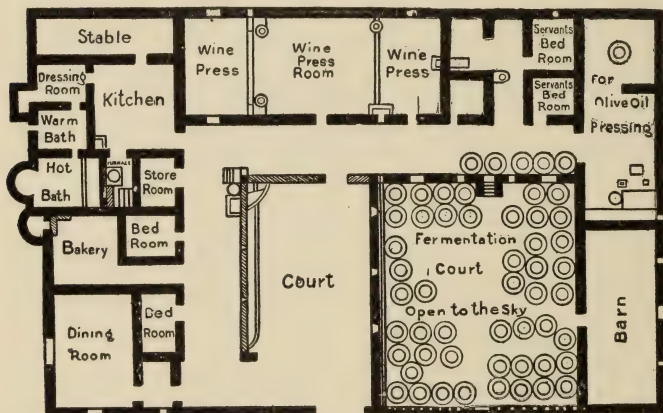 Stable
Wine
Press
Wine
Press
Room
Wine
Press
Servants
Bed
Room
Servants
Bed
Room
For
Olive Oil
Pressing
Dressing
Room
Kitchen
Warm
Bath
Hot
Bath
FURNACE
Store
Room
Bakery
Bed
Room
Dining
Room
Bed
Room
Court
Fermentation
Court
Open to the Sky
Barn